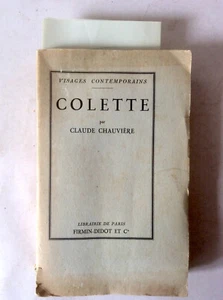 VISAGES CONTEMPORAINS
COLETTE
par
CLAUDE CHAUVIÈRE
LIBRAIRIE DE PARIS
FIRMIN-DIDOT ET Cie